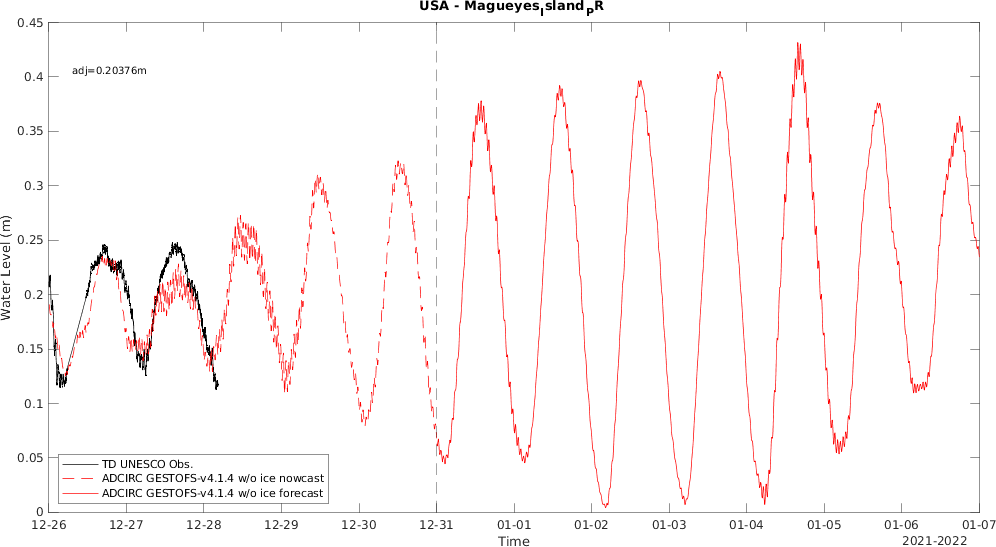 USA - Magueyes Island PR
0.45
0.4
0.35
0.3
0.25
0.2
0.15
0.1
0.05
0
Water Level (m)
adj=0.20376m
TD UNESCO Obs.
ADCIRC GESTOFS-v4.1.4 w/o ice nowcast
ADCIRC GESTOFS-v4.1.4 w/o ice forecast
12-26 12-27 12-28 12-29 12-30 12-31 01-01 01-02 01-03 01-04 01-05 01-06 01-07
Time
2021-2022